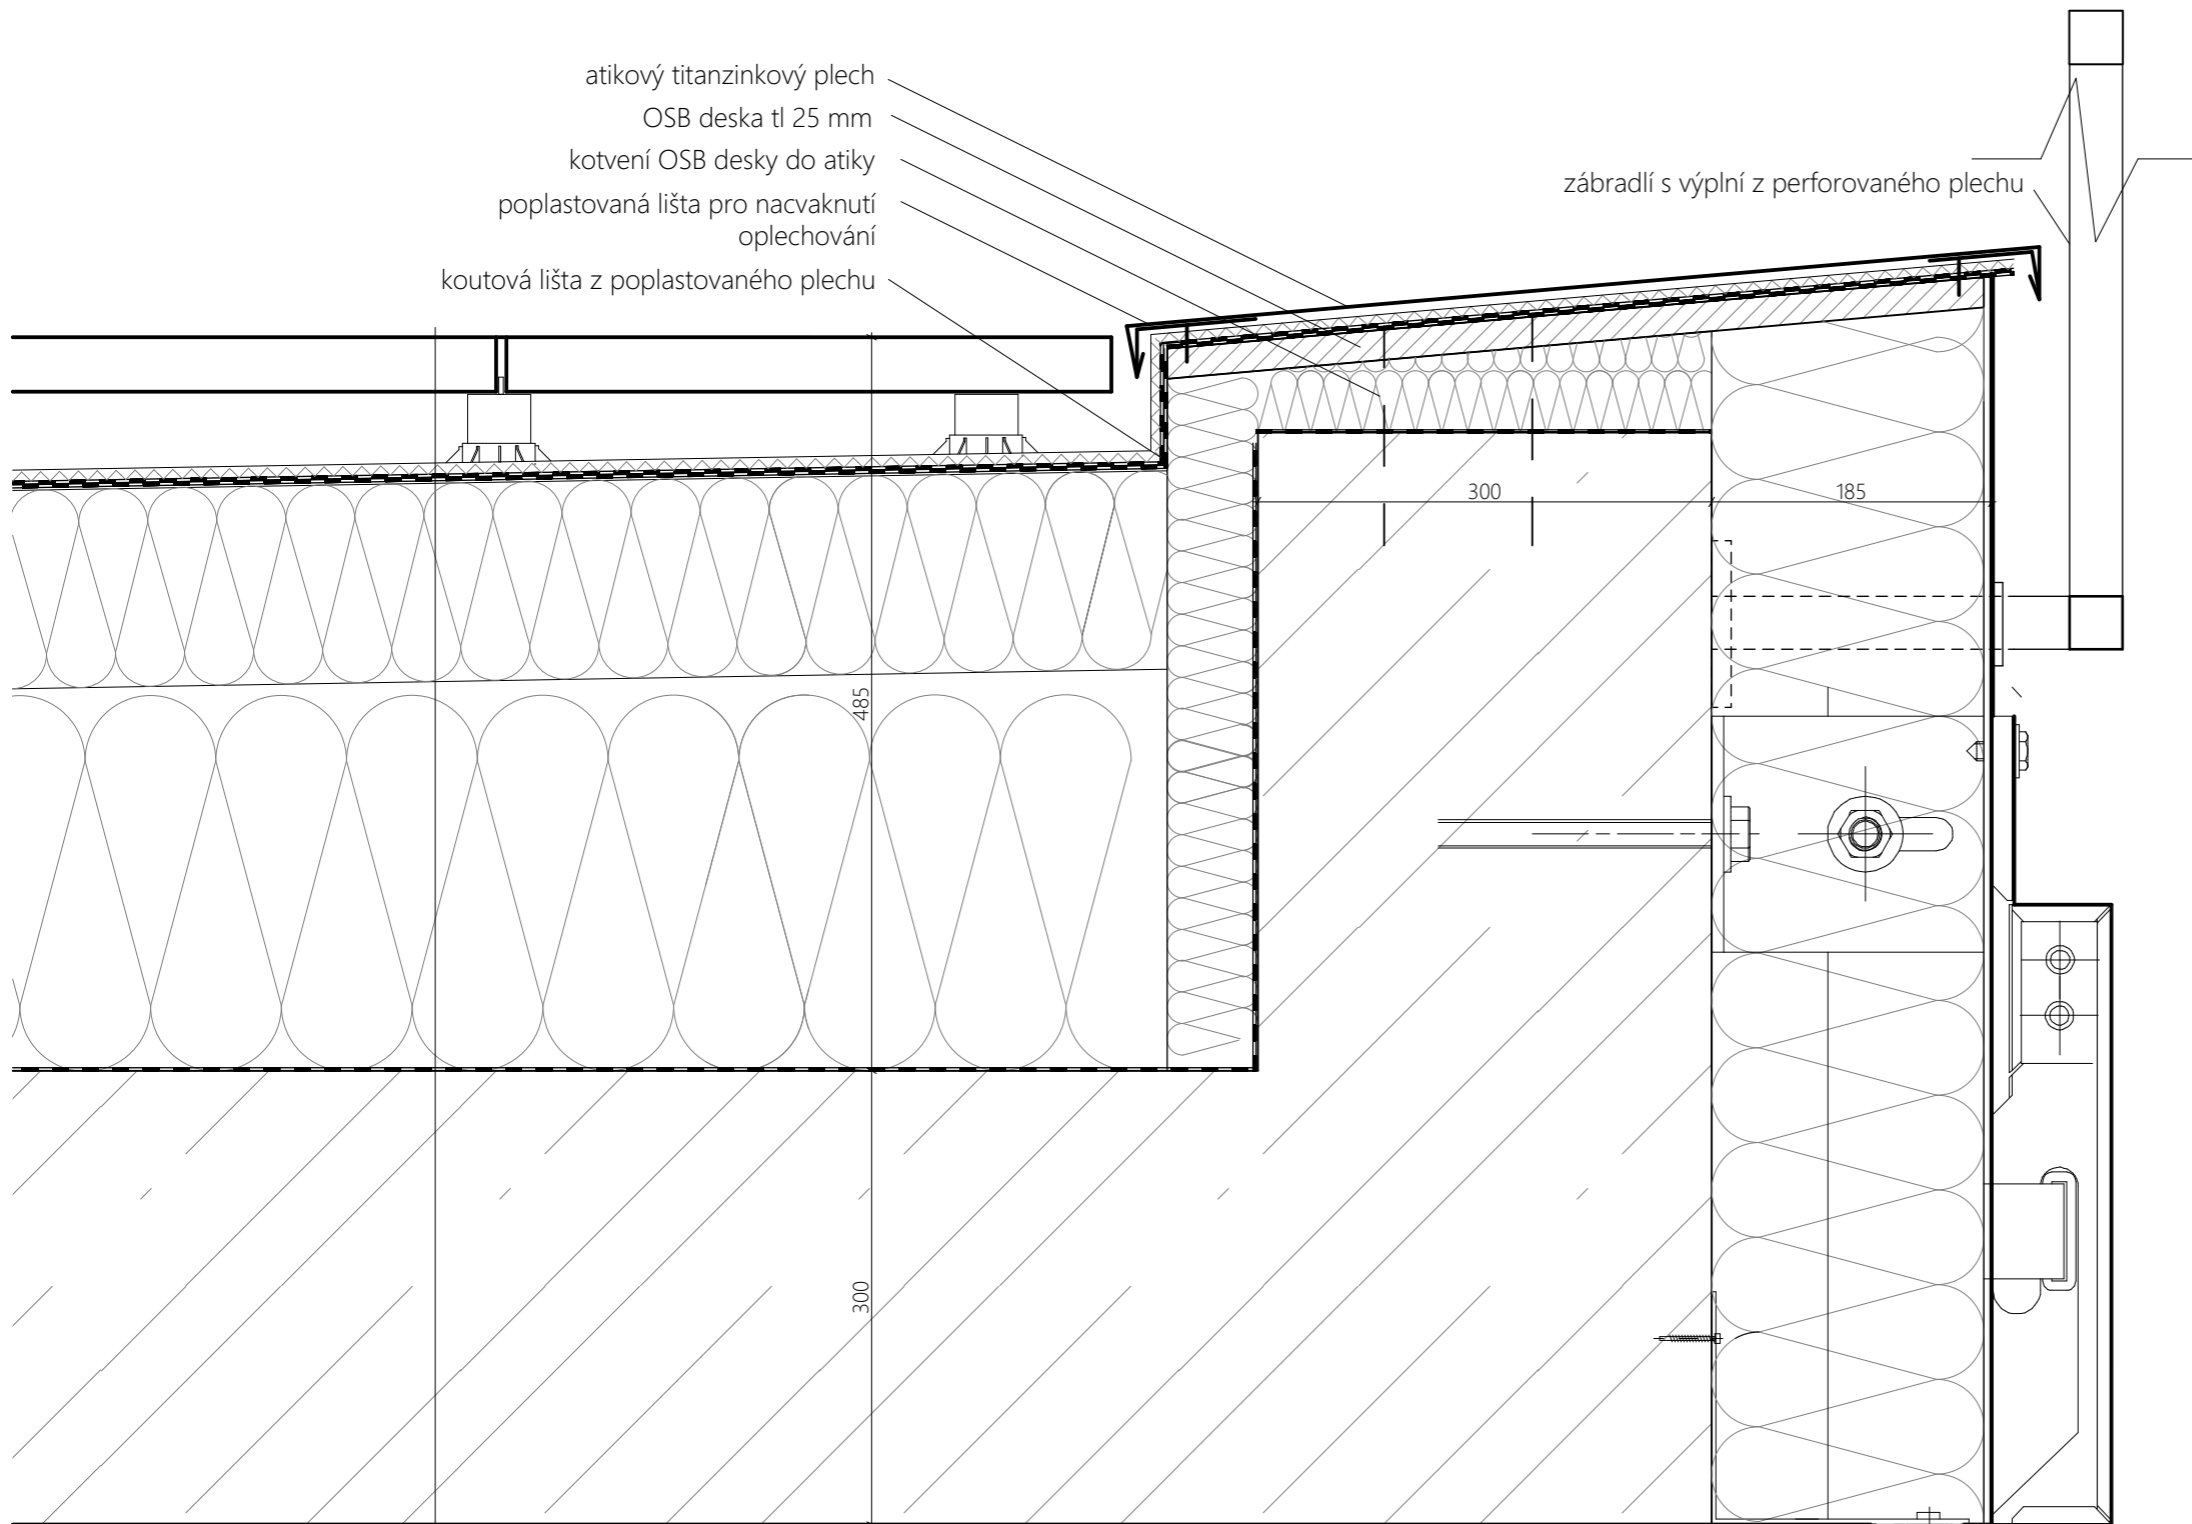 atikový titanzinkový plech
OSB deska tl 25 mm
kotvení OSB desky do atiky
poplastovaná lišta pro nacvaknutí
oplechování
koutová lišta z poplastovaného plechu
zábradlí s výplní z perforovaného plechu
300
185
485
300